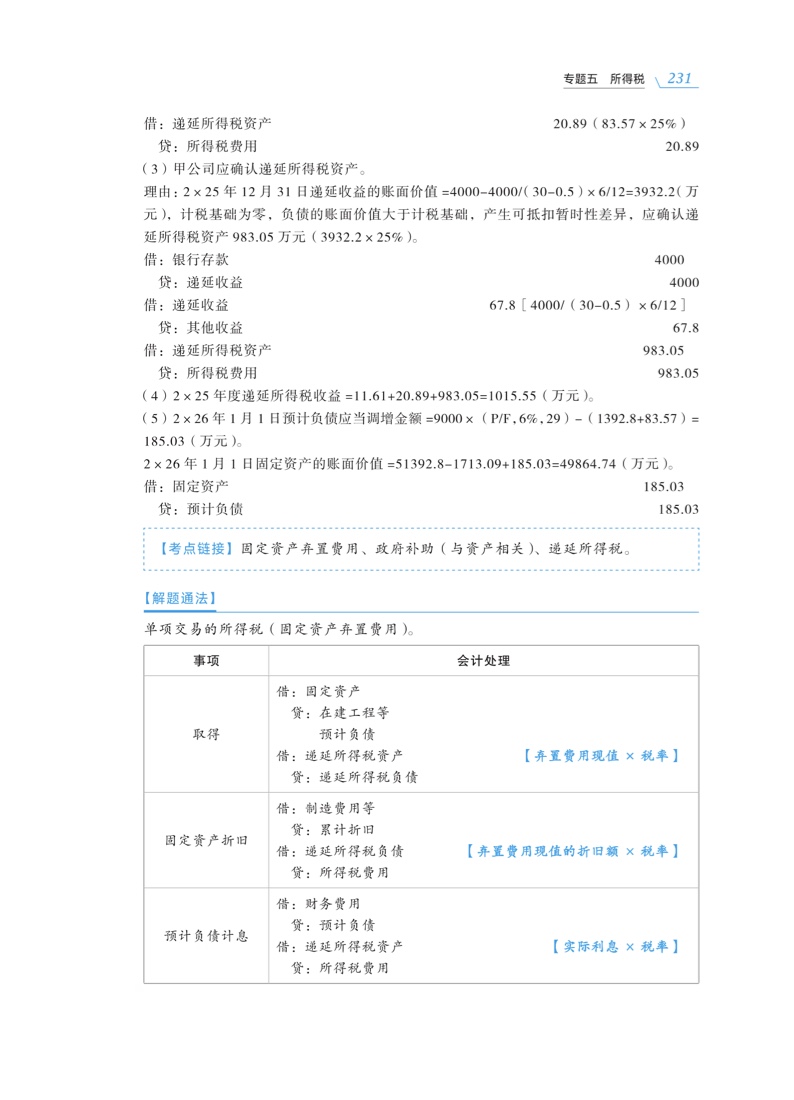 专题五 所得税 231
借：递延所得税资产 20.89（83.57×25%）
贷：所得税费用 20.89
（3）甲公司应确认递延所得税资产。
理由：2×25年12月31日递延收益的账面价值=4000-4000/（30-0.5）×6/12=3932.2（万
元），计税基础为零，负债的账面价值大于计税基础，产生可抵扣暂时性差异，应确认递
延所得税资产983.05万元（3932.2×25%）。
借：银行存款 4000
贷：递延收益 4000
借：递延收益 67.8［4000/（30-0.5）×6/12］
贷：其他收益 67.8
借：递延所得税资产 983.05
贷：所得税费用 983.05
（4）2×25年度递延所得税收益=11.61+20.89+983.05=1015.55（万元）。
（5）2×26年1月1日预计负债应当调增金额=9000×（P/F，6%，29）-（1392.8+83.57）=
185.03（万元）。
2×26年1月1日固定资产的账面价值=51392.8-1713.09+185.03=49864.74（万元）。
借：固定资产 185.03
贷：预计负债 185.03
【考点链接】固定资产弃置费用、政府补助（与资产相关）、递延所得税。
【解题通法】
单项交易的所得税（固定资产弃置费用）。
事项 会计处理
取得
借：固定资产
贷：在建工程等
预计负债
借：递延所得税资产 【弃置费用现值×税率】
贷：递延所得税负债
固定资产折旧
借：制造费用等
贷：累计折旧
借：递延所得税负债 【弃置费用现值的折旧额×税率】
贷：所得税费用
预计负债计息
借：财务费用
贷：预计负债
借：递延所得税资产 【实际利息×税率】
贷：所得税费用